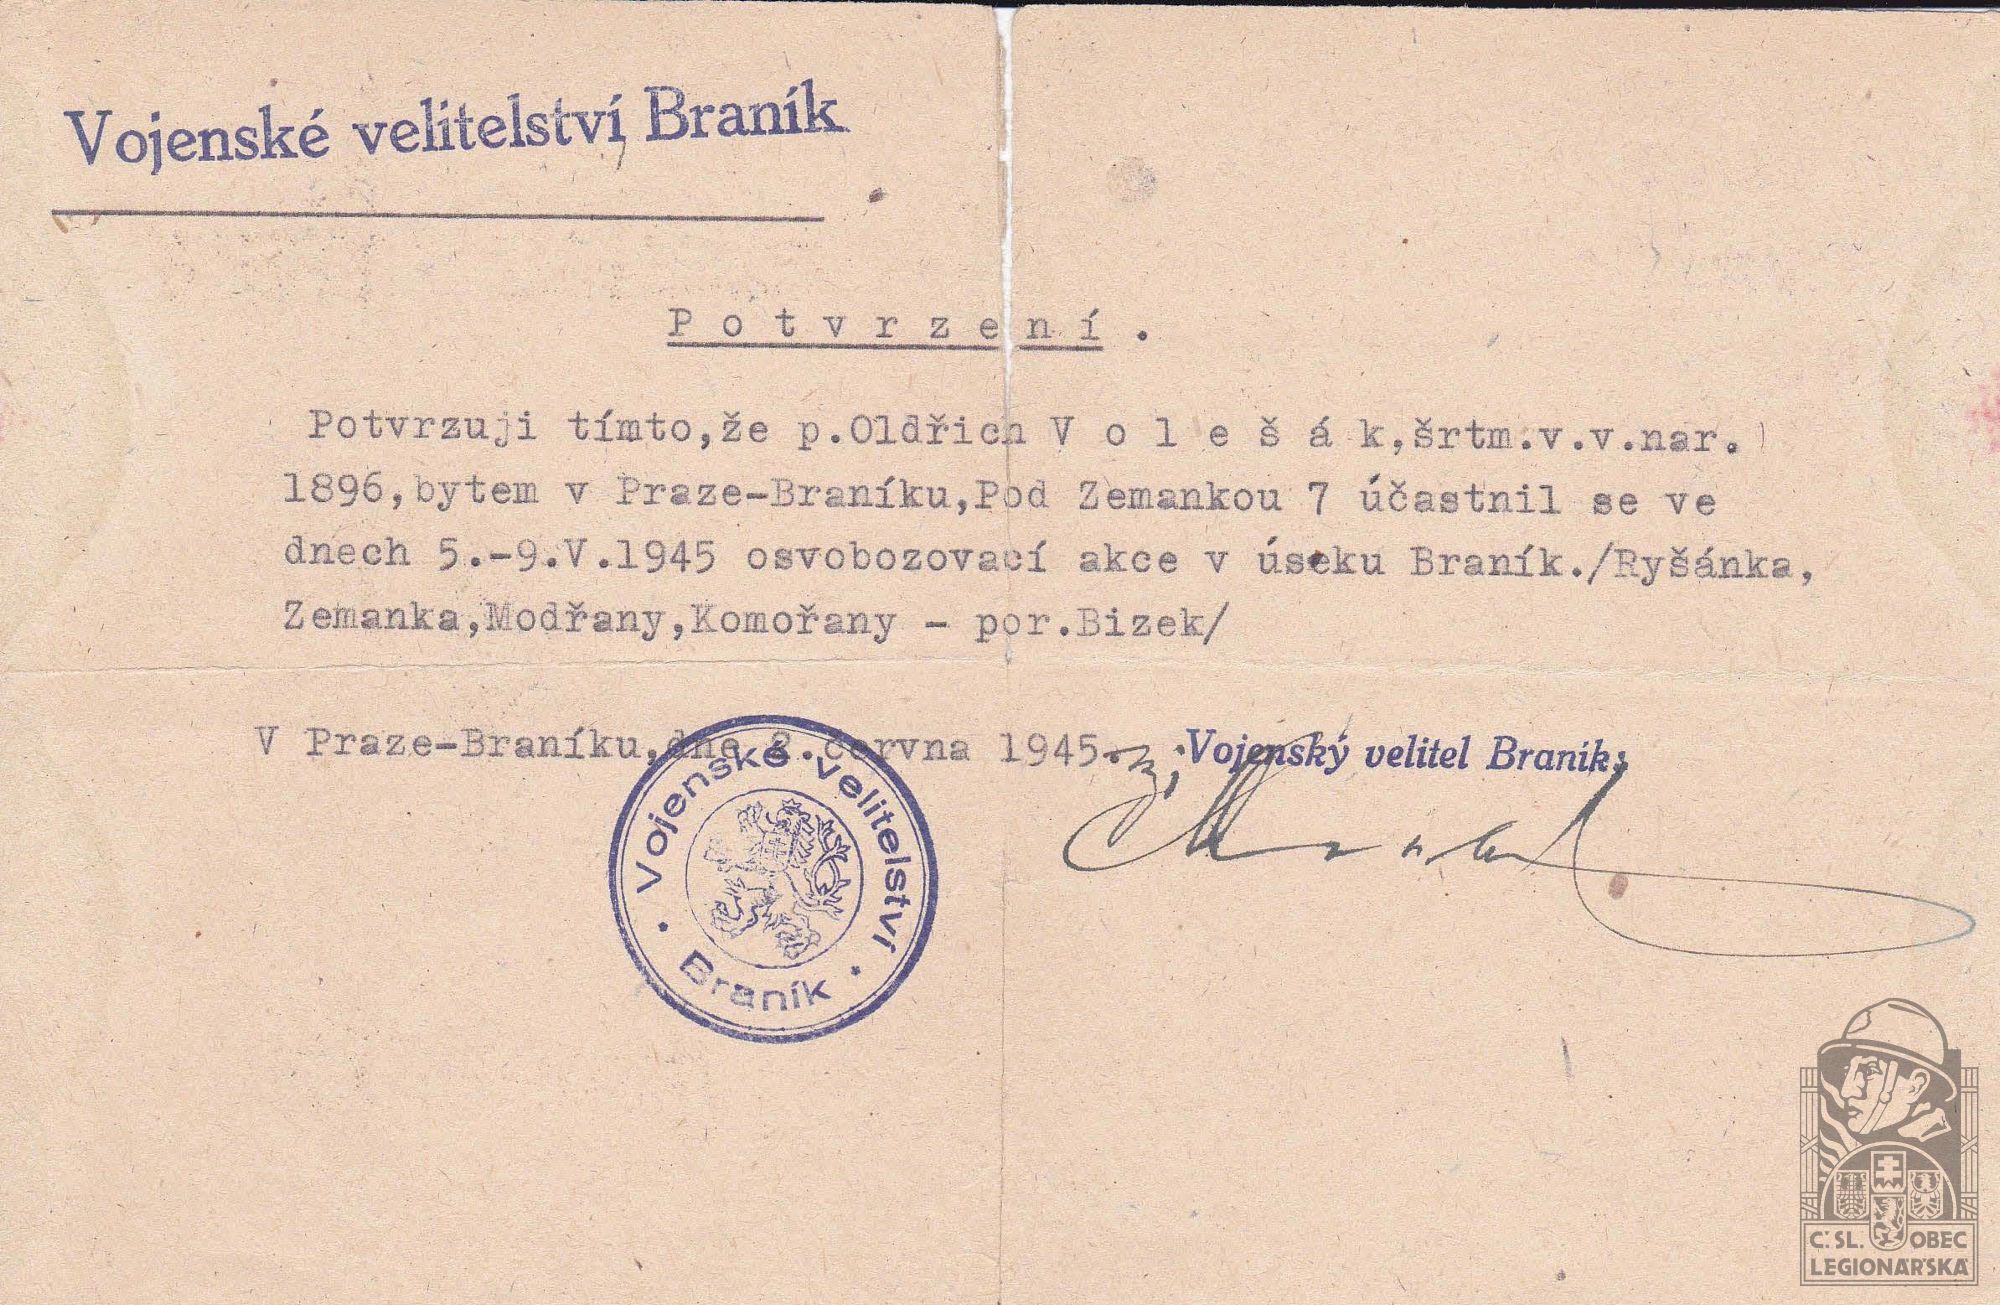 Vojenské velitelství Braník
Potvrzení.
Potvrzuji tímto,že p.Oldřich Volešák,šrtm.v.v.nar.
1896,bytem v Praze-Braníku,Pod Zemankou 7 účastnil se ve
dnech 5.-9.V.1945 osvobozovací akce v úseku Braník./Ryšánka,
Zemanka,Modřany,Komořany - por.Bizek/
V Praze-Braníku,dne 2.června 1945. Vojenský velitel Braník:
Vojenské velitelství
Braník
Č.SL. OBEC
LEGIONÁŘSKÁ